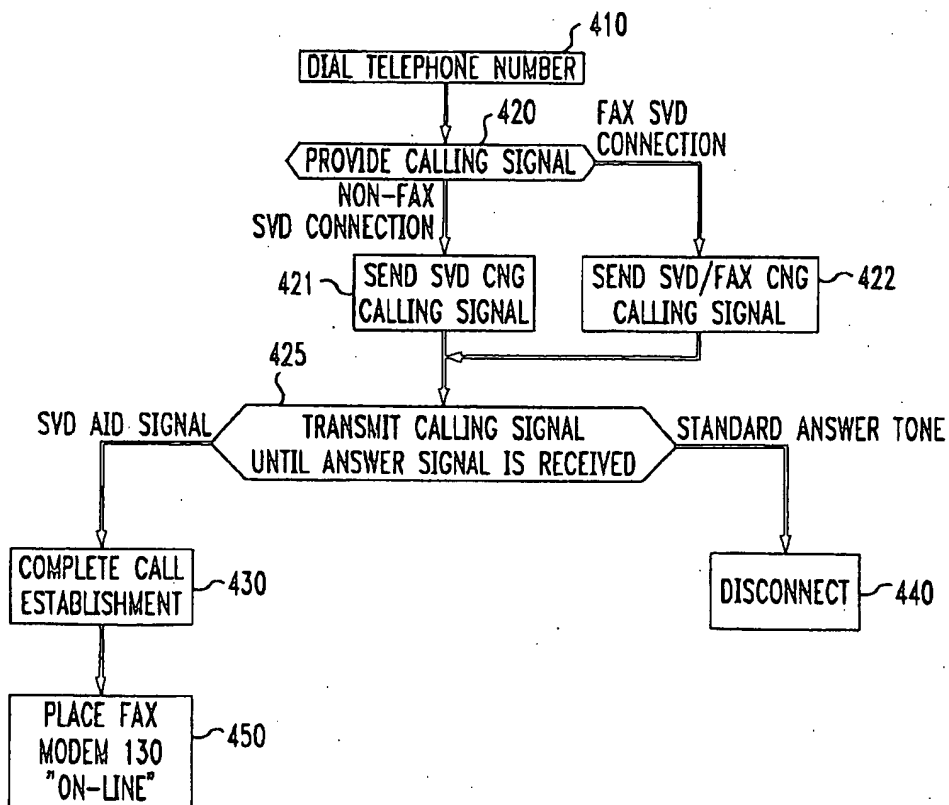 410
DIAL TELEPHONE NUMBER
420
FAX SVD
CONNECTION
PROVIDE CALLING SIGNAL
NON-FAX
SVD CONNECTION
421
SEND SVD CNG
CALLING SIGNAL
SEND SVD/FAX CNG
CALLING SIGNAL
422
425
SVD AID SIGNAL
TRANSMIT CALLING SIGNAL
UNTIL ANSWER SIGNAL IS RECEIVED
STANDARD ANSWER TONE
COMPLETE CALL
ESTABLISHMENT
430
DISCONNECT
440
PLACE FAX
MODEM 130
"ON-LINE"
450